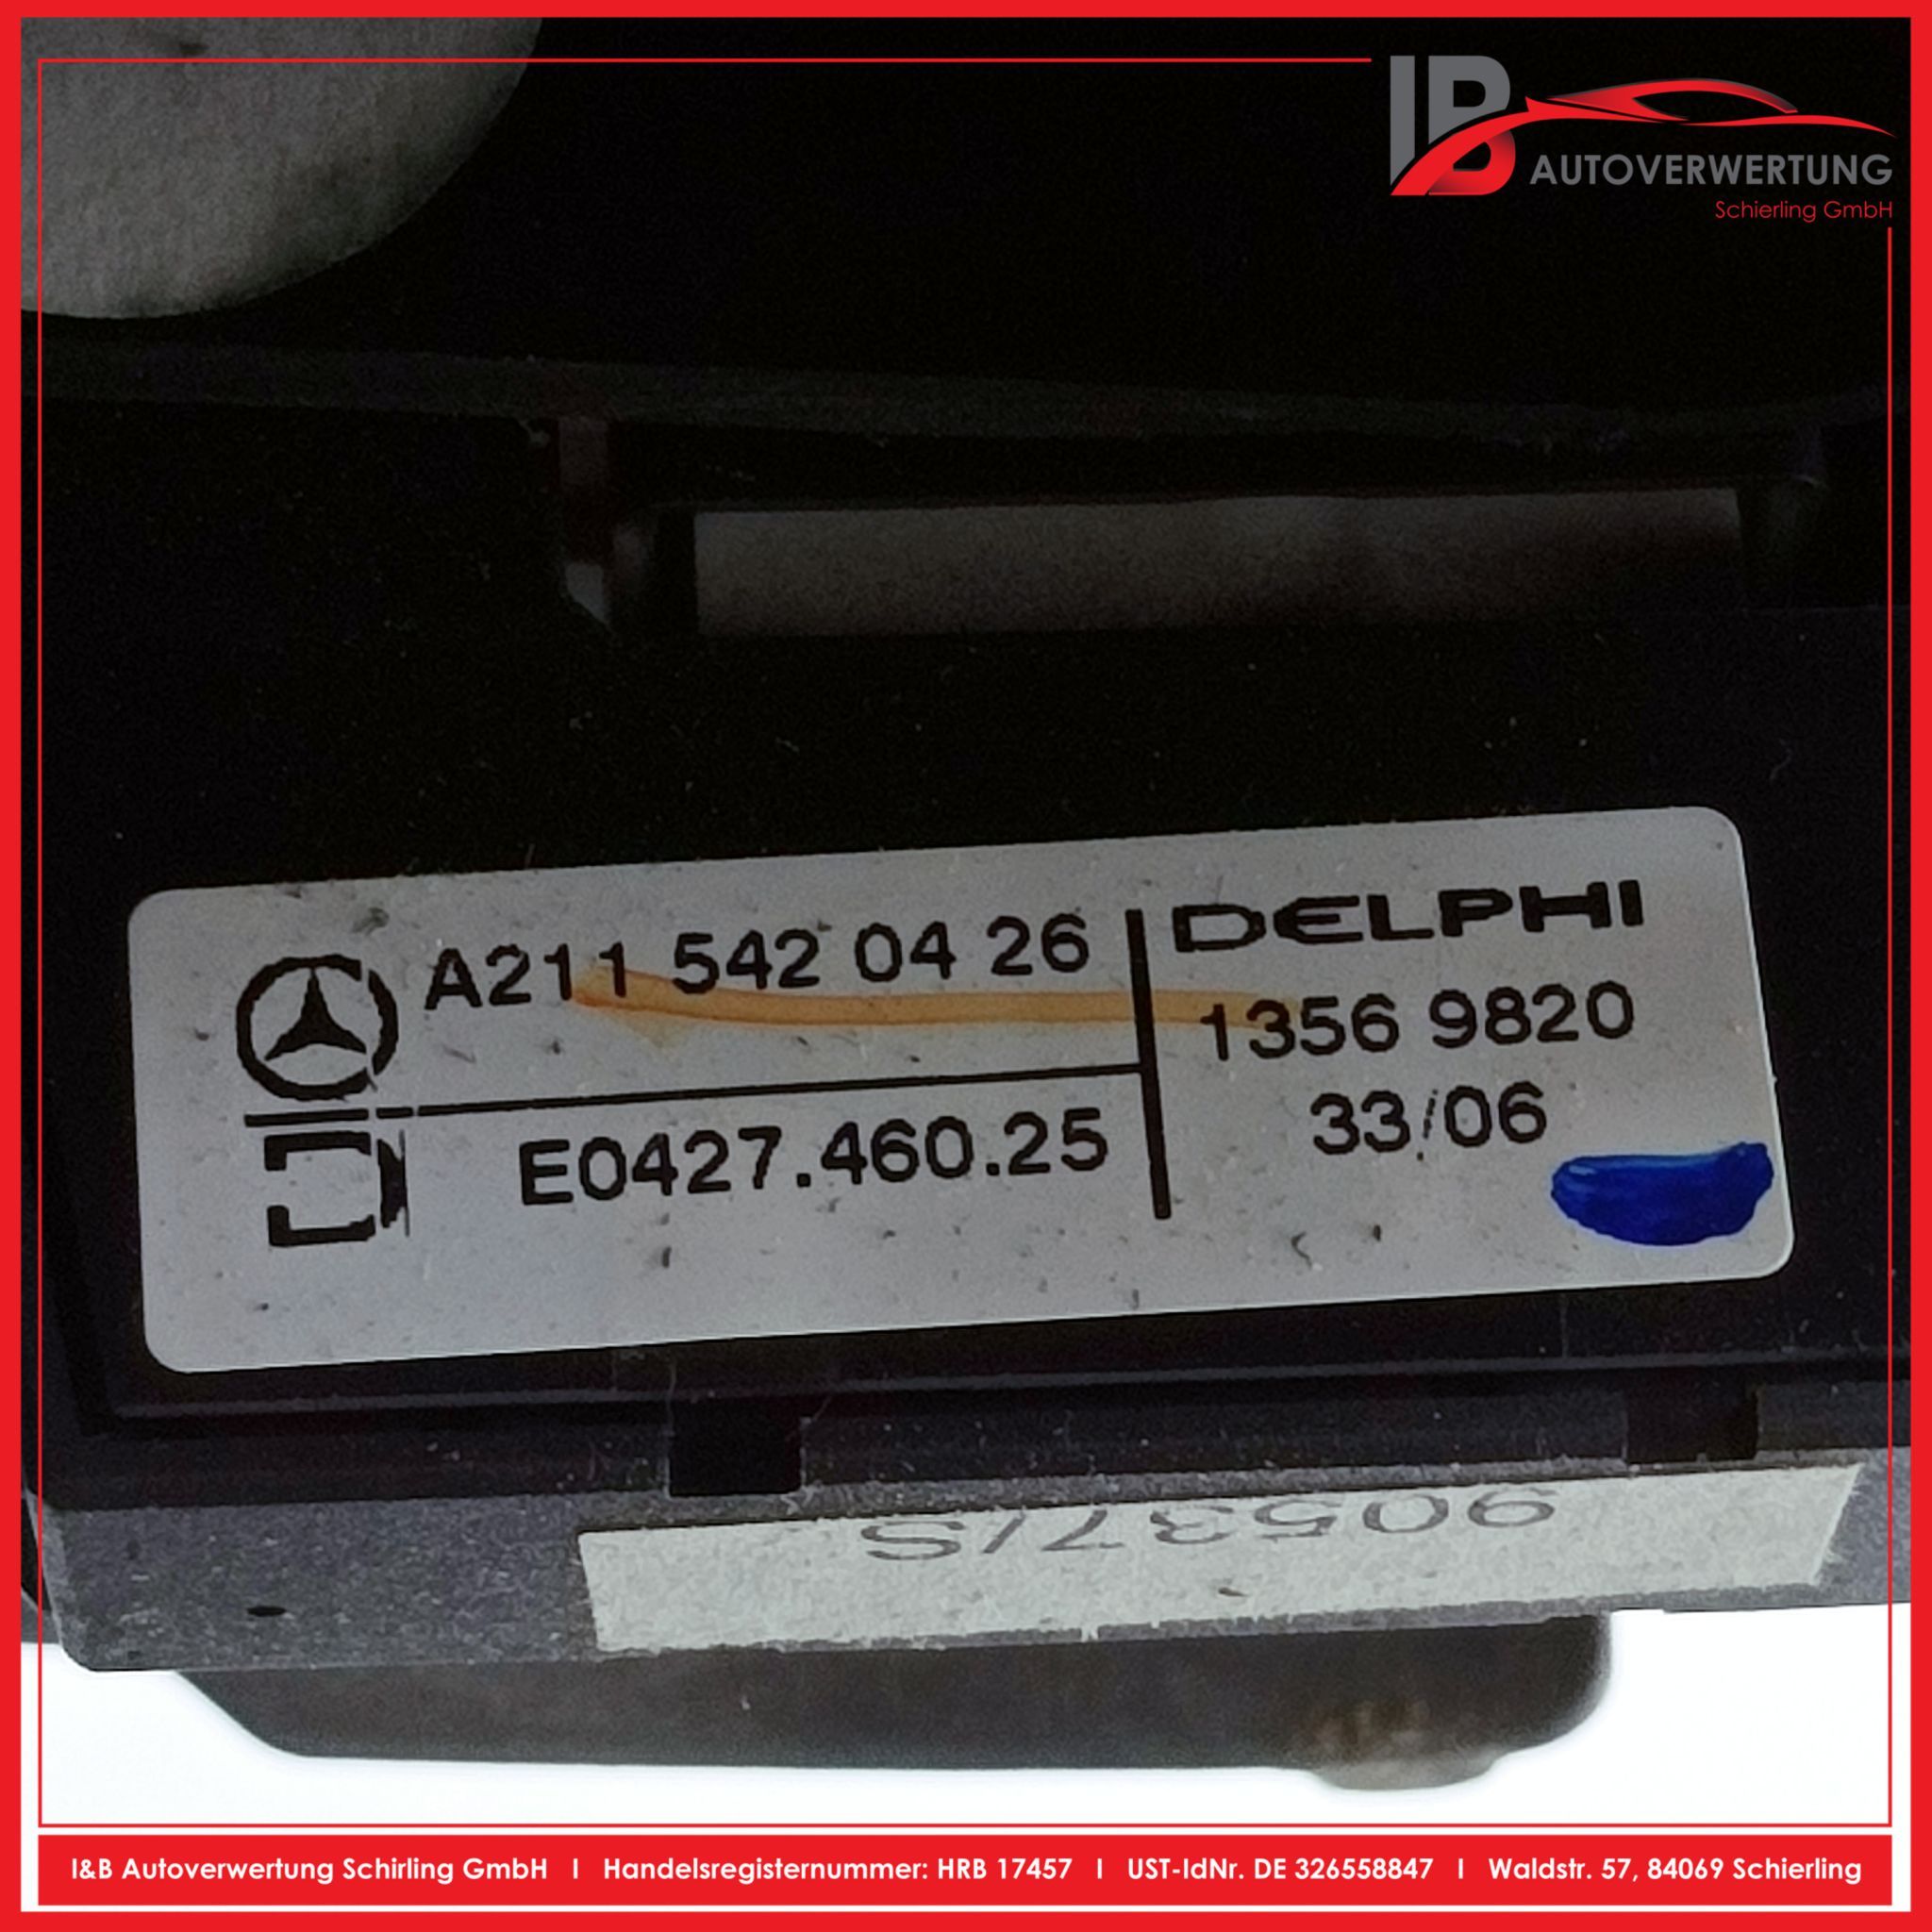 IB
AUTOVERWERTUNG
Schierling GmbH
A211 542 04 26
E0427.460.25
DELPHI
1356 9820
33/06
90537/S
I&B Autoverwertung Schirling GmbH | Handelsregisternummer: HRB 17457 | UST-IdNr. DE 326558847 | Waldstr. 57, 84069 Schierling